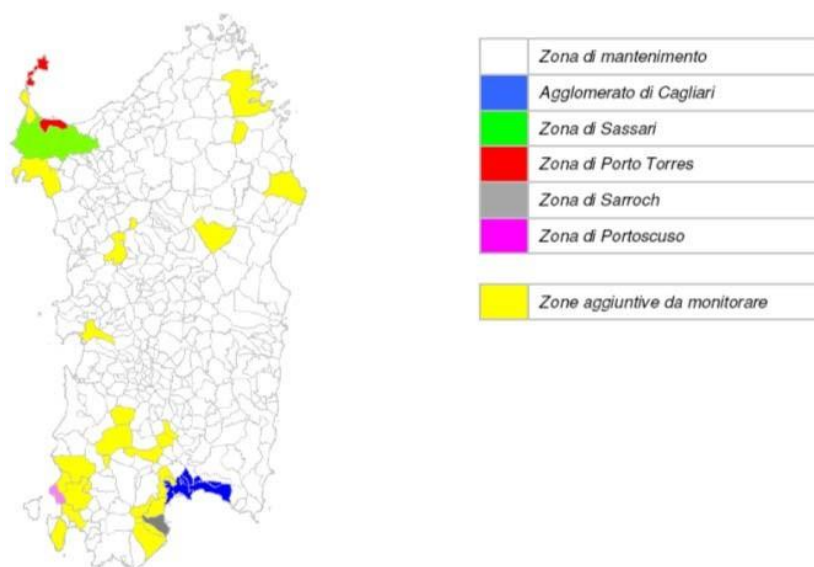 Zona di mantenimento
Agglomerato di Cagliari
Zona di Sassari
Zona di Porto Torres
Zona di Sarroch
Zona di Portoscuso
Zone aggiuntive da monitorare